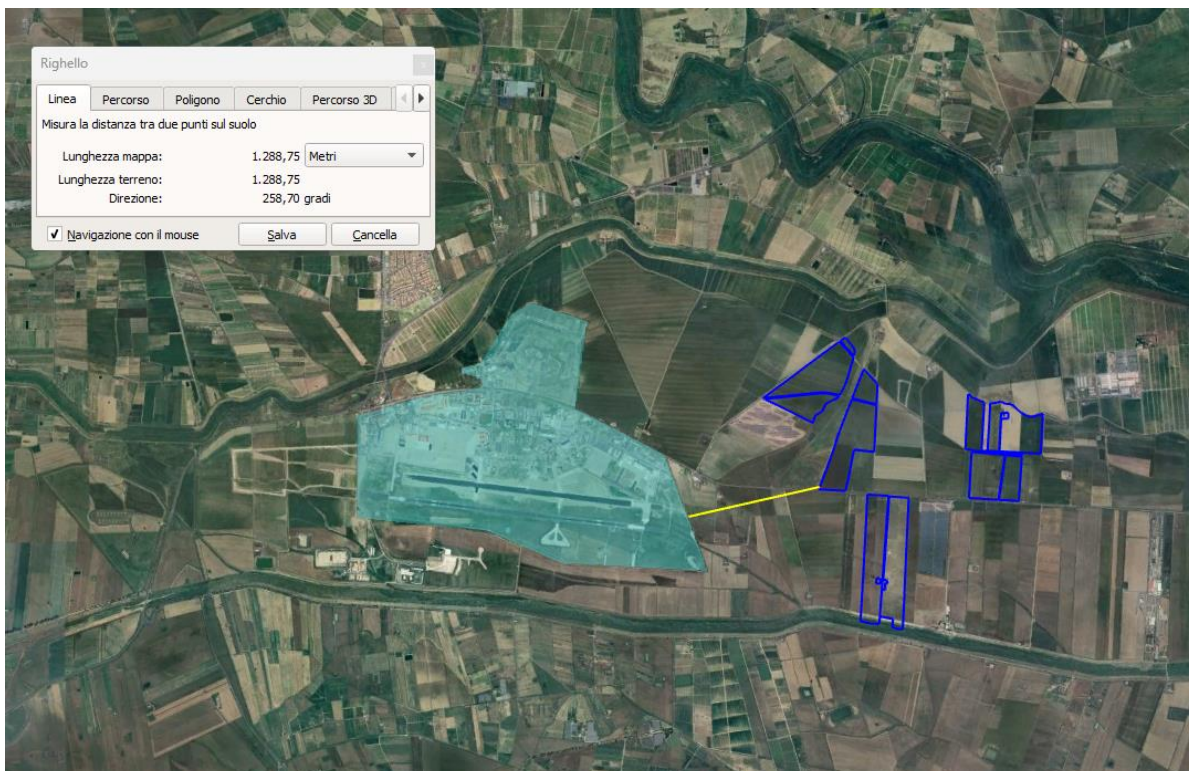 Righello
Linea Percorso Poligono Cerchio Percorso 3D
Misura la distanza tra due punti sul suolo
Lunghezza mappa: 1.288,75 Metri
Lunghezza terreno: 1.288,75
Direzione: 258,70 gradi
Navigazione con il mouse Salva Cancella